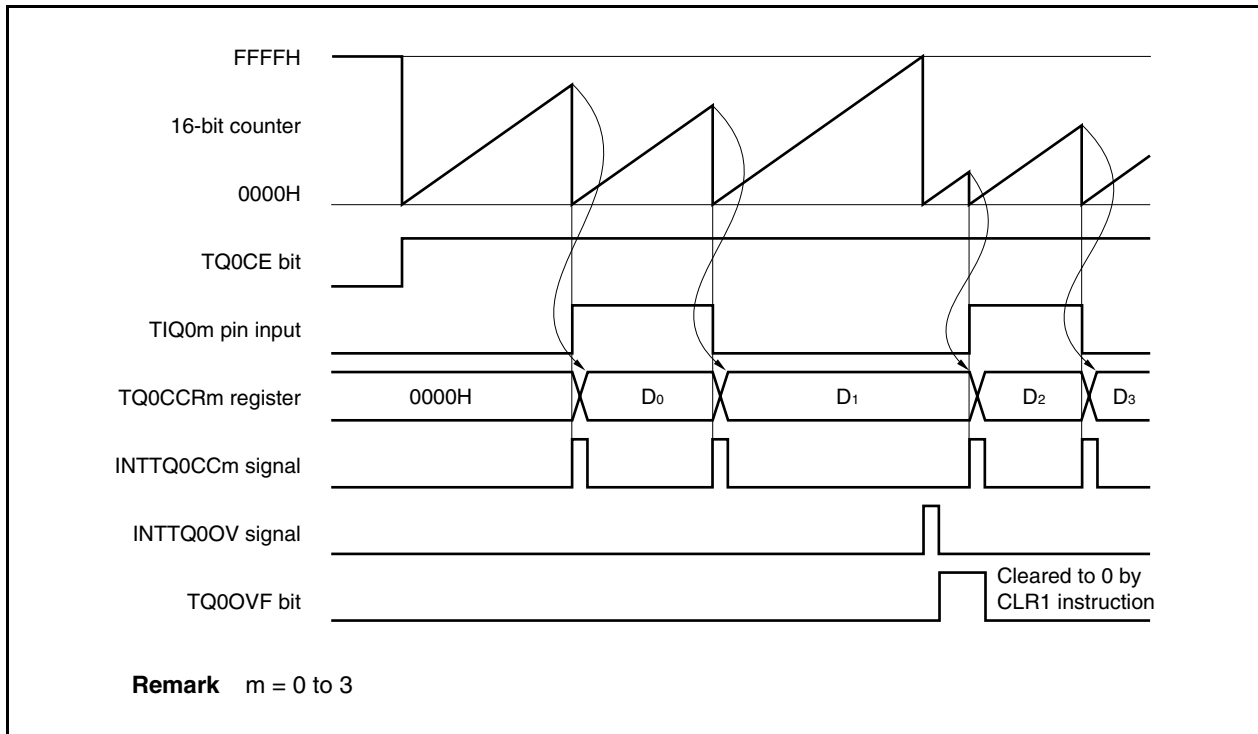 FFFFH
16-bit counter
0000H
TQ0CE bit
TIQ0m pin input
TQ0CCRm register
0000H
D0
D1
D2
D3
INTTQ0CCm signal
INTTQ0OV signal
TQ0OVF bit
Cleared to 0 by
CLR1 instruction
Remark m = 0 to 3